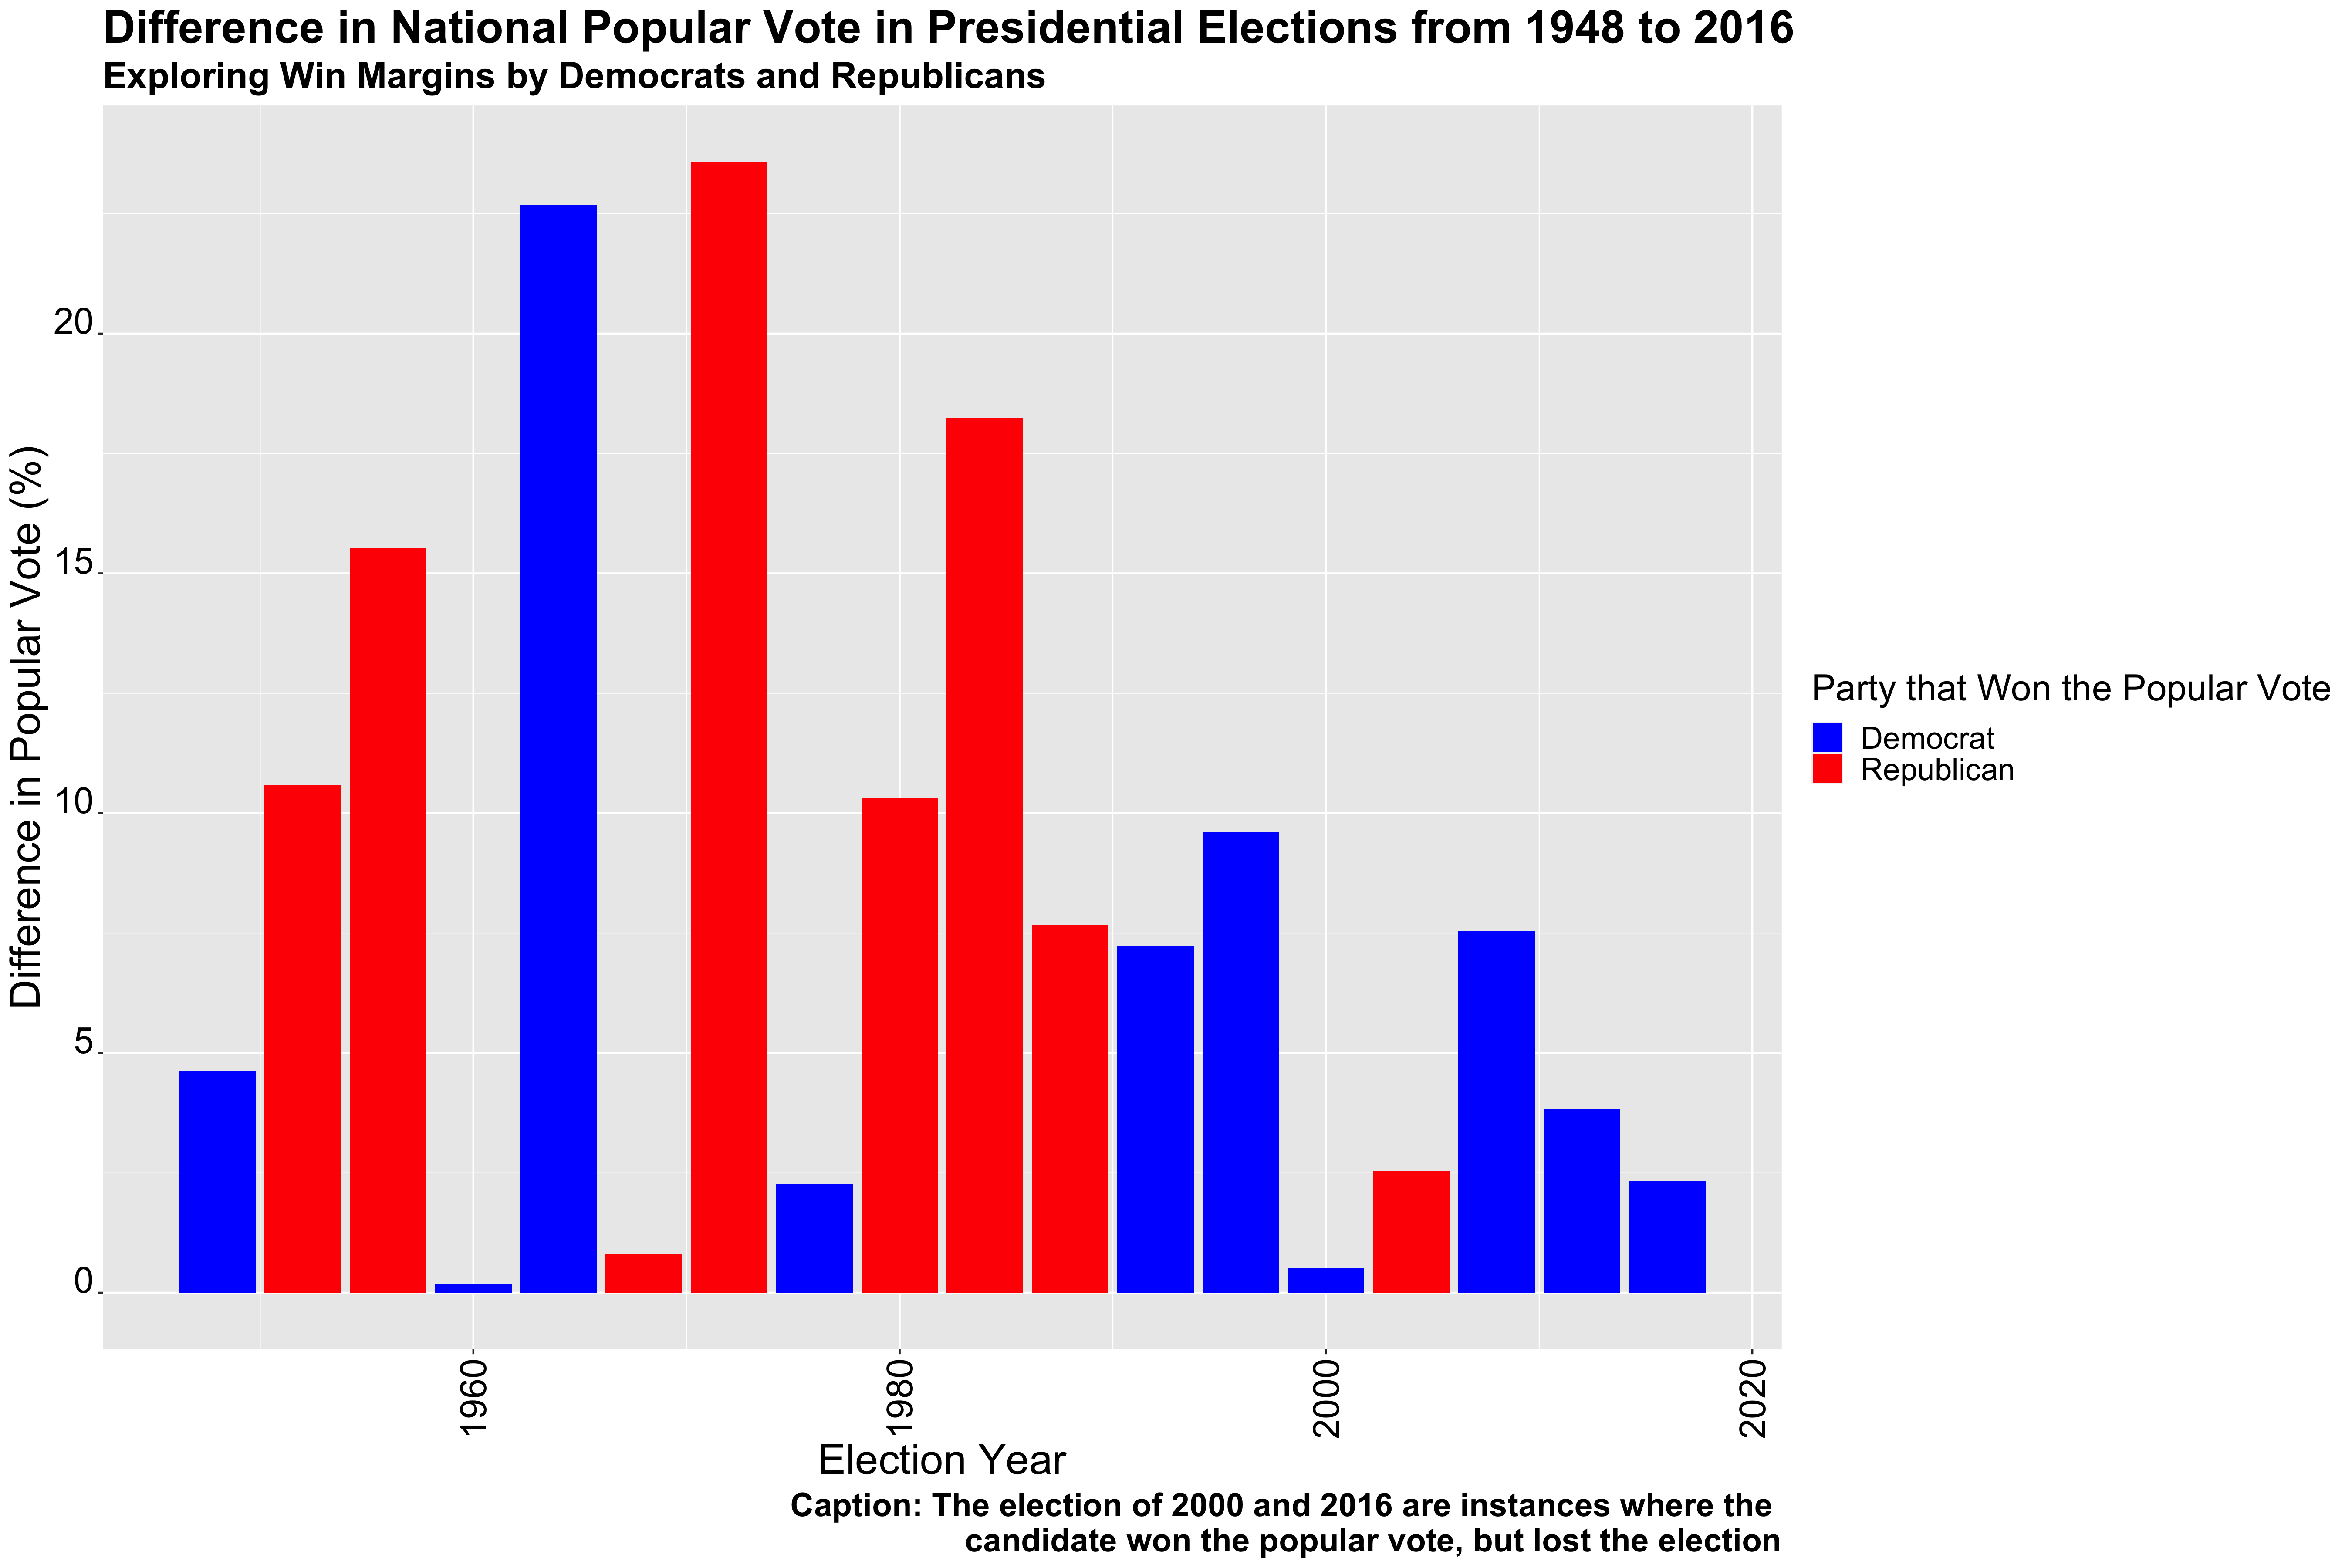 Difference in National Popular Vote in Presidential Elections from 1948 to 2016
Exploring Win Margins by Democrats and Republicans
Difference in Popular Vote (%)
20
15
10
5
0
1960
1980
2000
2020
Election Year
Party that Won the Popular Vote
Democrat
Republican
Caption: The election of 2000 and 2016 are instances where the
candidate won the popular vote, but lost the election